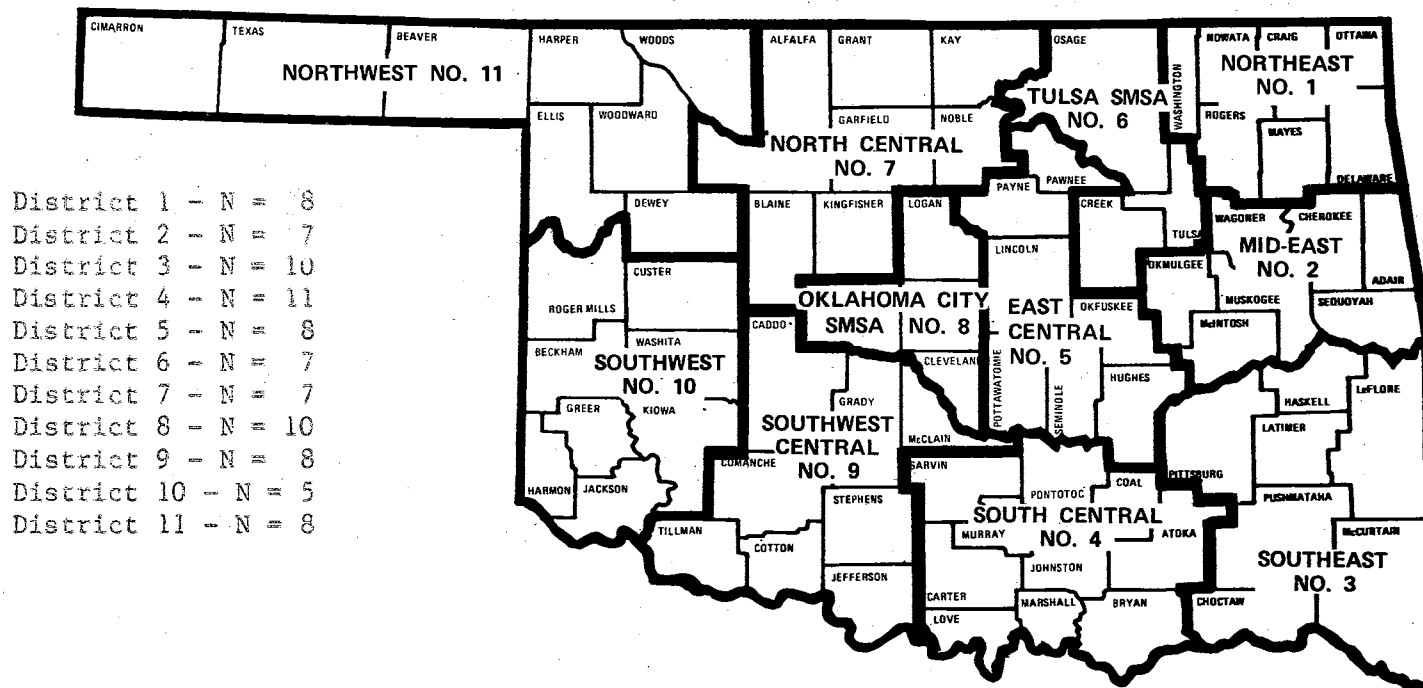 CIMARRON
TEXAS
BEAVER
HARPER
WOODS
ALFALFA
GRANT
KAY
OSAGE
WASHINGTON
NOWATA
CRAIG
OTTAWA
NORTHWEST NO. 11
NORTHEAST
NO. 1
TULSA SMSA
NO. 6
ELLIS
WOODWARD
GARFIELD
NOBLE
ROGERS
MAYES
NORTH CENTRAL
NO. 7
PAWNEE
PAYNE
DELAWARE
District 1 - N = 8
District 2 - N = 7
District 3 - N = 10
District 4 - N = 11
District 5 - N = 8
District 6 - N = 7
District 7 - N = 7
District 8 - N = 10
District 9 - N = 8
District 10 - N = 5
District 11 - N = 8
DEWEY
BLAINE
KINGFISHER
LOGAN
CREEK
WAGONER
CHEROKEE
LINCOLN
TULSA
MID-EAST
NO. 2
OKMULGEE
CUSTER
ADAIR
ROGER MILLS
OKLAHOMA CITY
SMSA NO. 8
EAST
CENTRAL
NO. 5
OKFUSKEE
MUSKOGEE
SEQUOYAH
McINTOSH
CADDO
WASHITA
BECKHAM
SOUTHWEST
NO. 10
CLEVELAND
POTTAWATOMIE
SEMINOLE
HUGHES
LeFLORE
HASKELL
GREER
KIOWA
GRADY
SOUTHWEST
CENTRAL
NO. 9
McCLAIN
LATIMER
COMANCHE
GARVIN
PITTSBURG
HARMON
JACKSON
STEPHENS
PONTOTOC
COAL
PUSHMATAHA
SOUTH CENTRAL
NO. 4
TILLMAN
COTTON
MURRAY
ATOKA
McCURTAIN
JOHNSTON
SOUTHEAST
NO. 3
JEFFERSON
CARTER
MARSHALL
BRYAN
CHOCTAW
LOVE